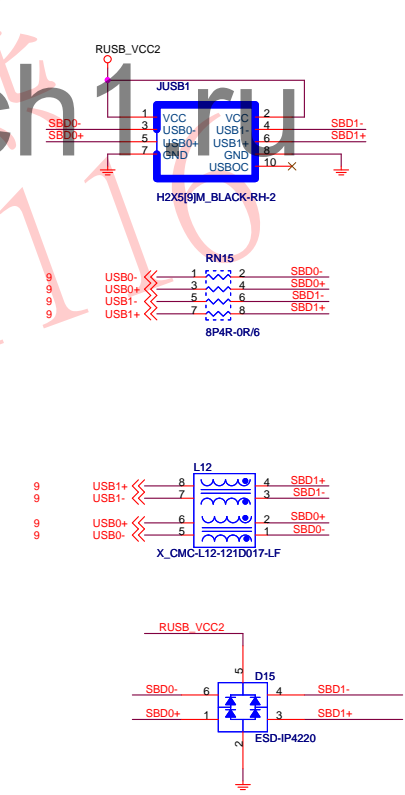 RUSB_VCC2
JUSB1
1 VCC VCC 2
SBD0- 3 USB0- USB1- 4 SBD1-
SBD0+ 5 USB0+ USB1+ 6 SBD1+
7 GND GND 8
USBOC 10
H2X5[9]M_BLACK-RH-2
ch1.ru
116
RN15
9 USB0- 1 2 SBD0-
9 USB0+ 3 4 SBD0+
9 USB1- 5 6 SBD1-
9 USB1+ 7 8 SBD1+
8P4R-0R/6
L12
9 USB1+ 8 4 SBD1+
9 USB1- 7 3 SBD1-
9 USB0+ 6 2 SBD0+
9 USB0- 5 1 SBD0-
X_CMC-L12-121D017-LF
RUSB_VCC2
5 D15
SBD0- 6 4 SBD1-
SBD0+ 1 3 SBD1+
2 ESD-IP4220